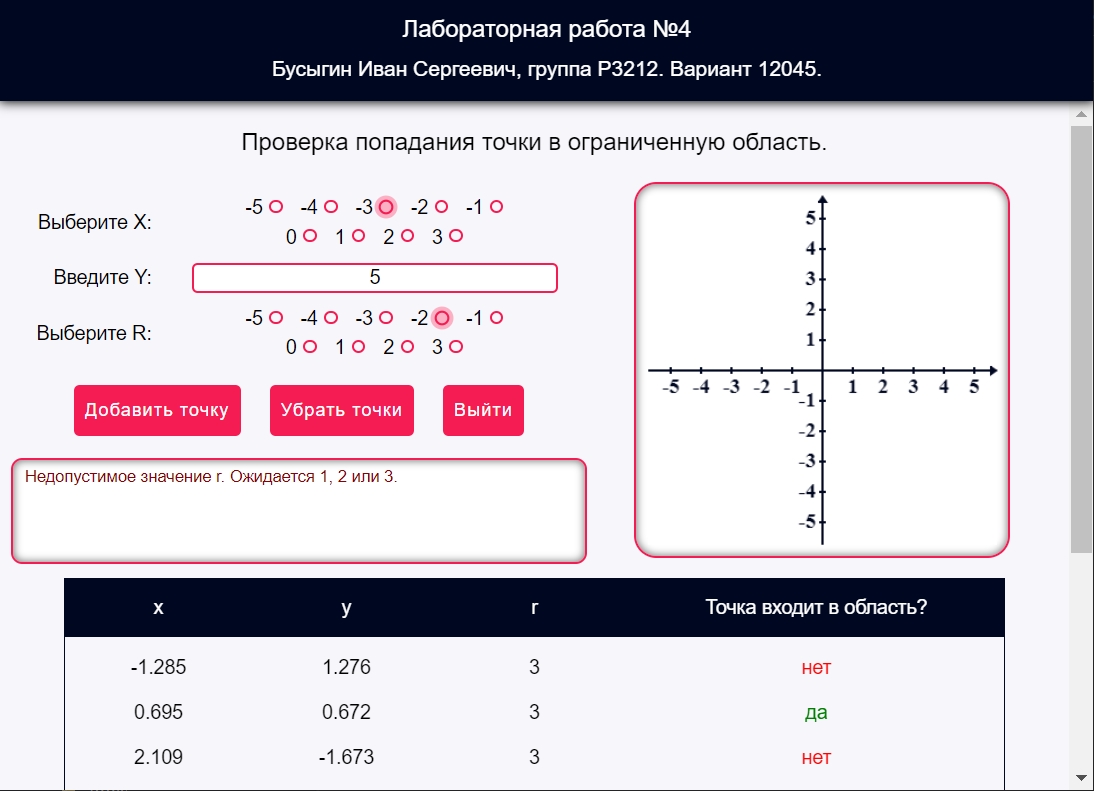 Лабораторная работа №4
Бусыгин Иван Сергеевич, группа P3212. Вариант 12045.
Проверка попадания точки в ограниченную область.
Выберите X:
-5 -4 -3 -2 -1
0 1 2 3
Введите Y:
5
Выберите R:
-5 -4 -3 -2 -1
0 1 2 3
Добавить точку Убрать точки Выйти
Недопустимое значение r. Ожидается 1, 2 или 3.
5
4
3
2
1
-5 -4 -3 -2 -1 1 2 3 4 5
-1
-2
-3
-4
-5
x y r Точка входит в область?
-1.285 1.276 3 нет
0.695 0.672 3 да
2.109 -1.673 3 нет